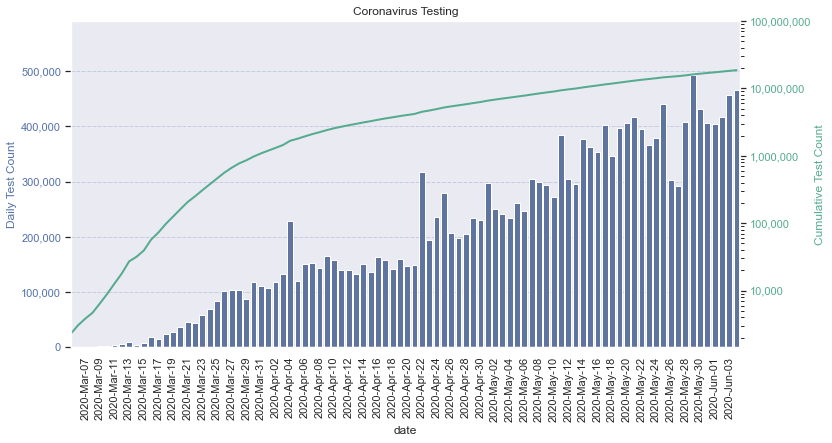 Coronavirus Testing
Daily Test Count
500,000
400,000
300,000
200,000
100,000
0
100,000,000
10,000,000
1,000,000
100,000
10,000
Cumulative Test Count
2020-Mar-07
2020-Mar-09
2020-Mar-11
2020-Mar-13
2020-Mar-15
2020-Mar-17
2020-Mar-19
2020-Mar-21
2020-Mar-23
2020-Mar-25
2020-Mar-27
2020-Mar-29
2020-Mar-31
2020-Apr-02
2020-Apr-04
2020-Apr-06
2020-Apr-08
2020-Apr-10
2020-Apr-12
2020-Apr-14
2020-Apr-16
2020-Apr-18
2020-Apr-20
2020-Apr-22
2020-Apr-24
2020-Apr-26
2020-Apr-28
2020-Apr-30
2020-May-02
2020-May-04
2020-May-06
2020-May-08
2020-May-10
2020-May-12
2020-May-14
2020-May-16
2020-May-18
2020-May-20
2020-May-22
2020-May-24
2020-May-26
2020-May-28
2020-May-30
2020-Jun-01
2020-Jun-03
date